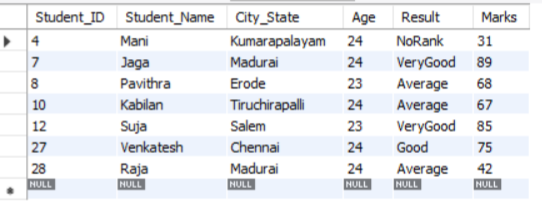 Student_ID Student_Name City_State Age Result Marks
4 Mani Kumarapalayam 24 NoRank 31
7 Jaga Madurai 24 VeryGood 89
8 Pavithra Erode 23 Average 68
10 Kabilan Tiruchirapalli 24 Average 67
12 Suja Salem 23 VeryGood 85
27 Venkatesh Chennai 24 Good 75
28 Raja Madurai 24 Average 42
NULL NULL NULL NULL NULL NULL